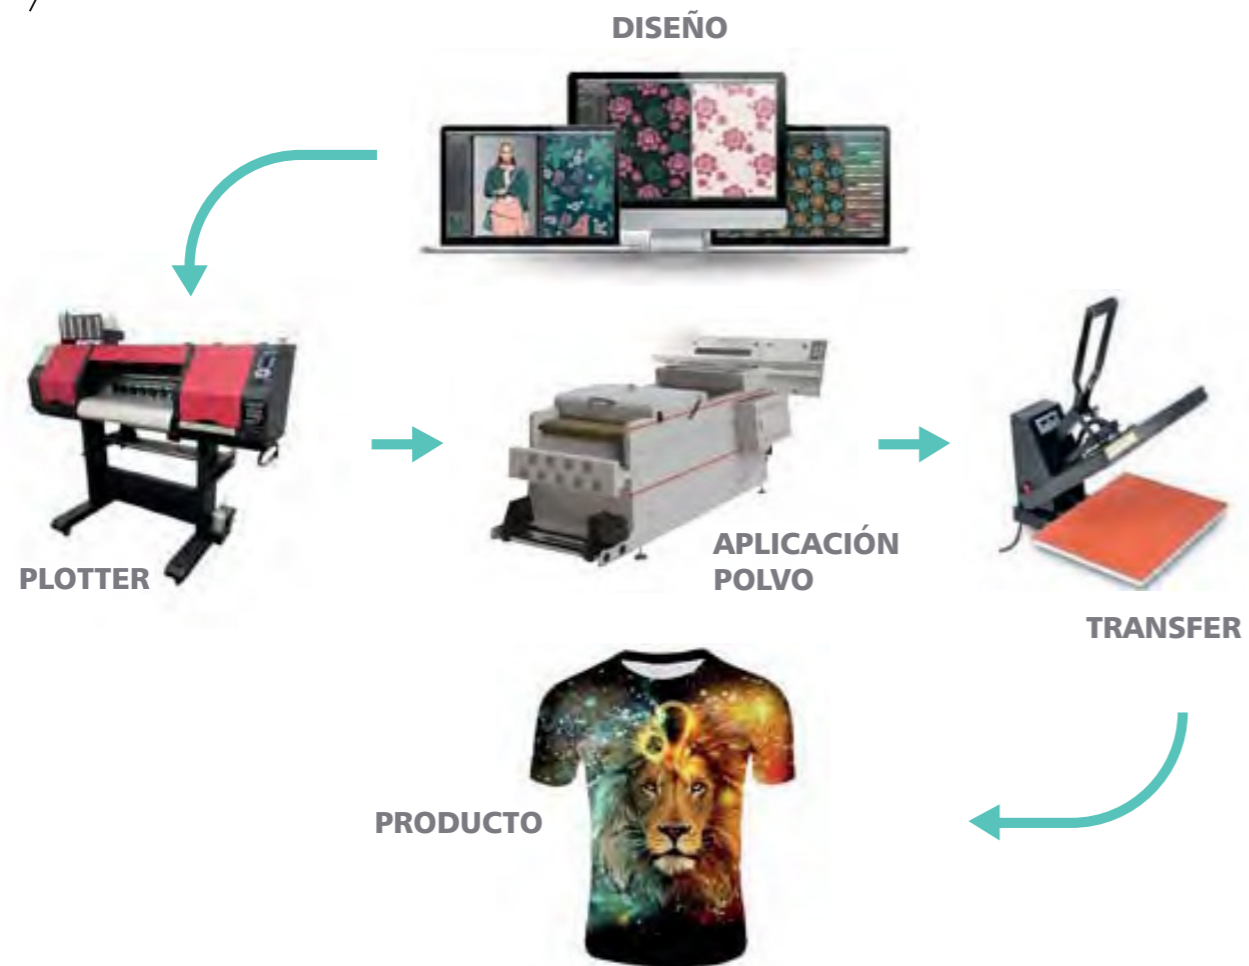 DISEÑO
PLOTTER
APLICACIÓN
POLVO
TRANSFER
PRODUCTO